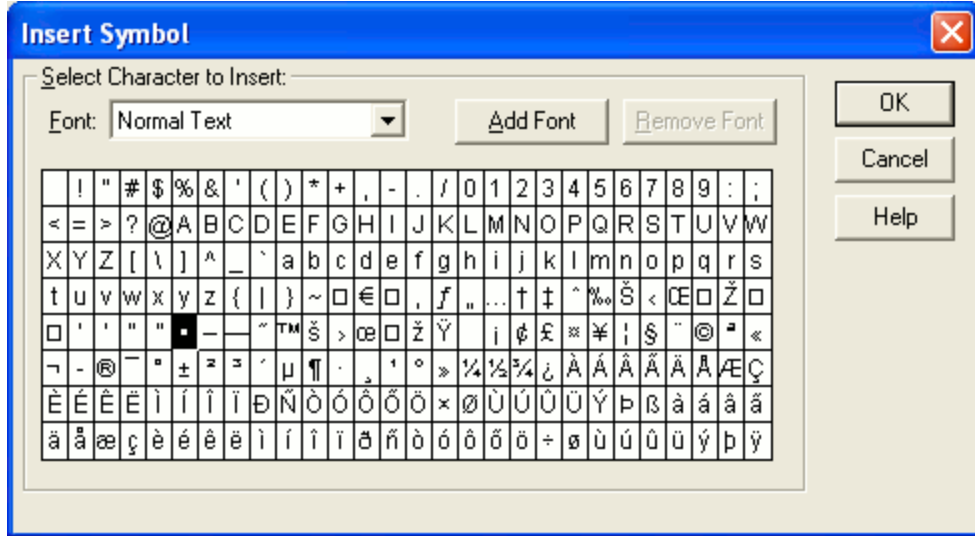 Insert Symbol
Select Character to Insert:
Font: Normal Text Add Font Remove Font
OK
Cancel
Help
! " # $ % & ' ( ) * + , - . / 0 1 2 3 4 5 6 7 8 9 : ;
< = > ? @ A B C D E F G H I J K L M N O P Q R S T U V W
X Y Z [ \ ] ^ _ ` a b c d e f g h i j k l m n o p q r s
t u v w x y z { | } ~ □ € □ ‚ ƒ „ … † ‡ ˆ ‰ Š ‹ Œ □ Ž □
□ ' ' " " ▪ – — ˜ ™ š › œ □ ž Ÿ ¡ ¢ £ ¤ ¥ ¦ § ¨ © ª «
¬ - ® ¯ ° ± ² ³ ´ µ ¶ · ¸ ¹ º » ¼ ½ ¾ ¿ À Á Â Ã Ä Å Æ Ç
È É Ê Ë Ì Í Î Ï Ð Ñ Ò Ó Ô Õ Ö × Ø Ù Ú Û Ü Ý Þ ß à á â ã
ä å æ ç è é ê ë ì í î ï ð ñ ò ó ô õ ö ÷ ø ù ú û ü ý þ ÿ